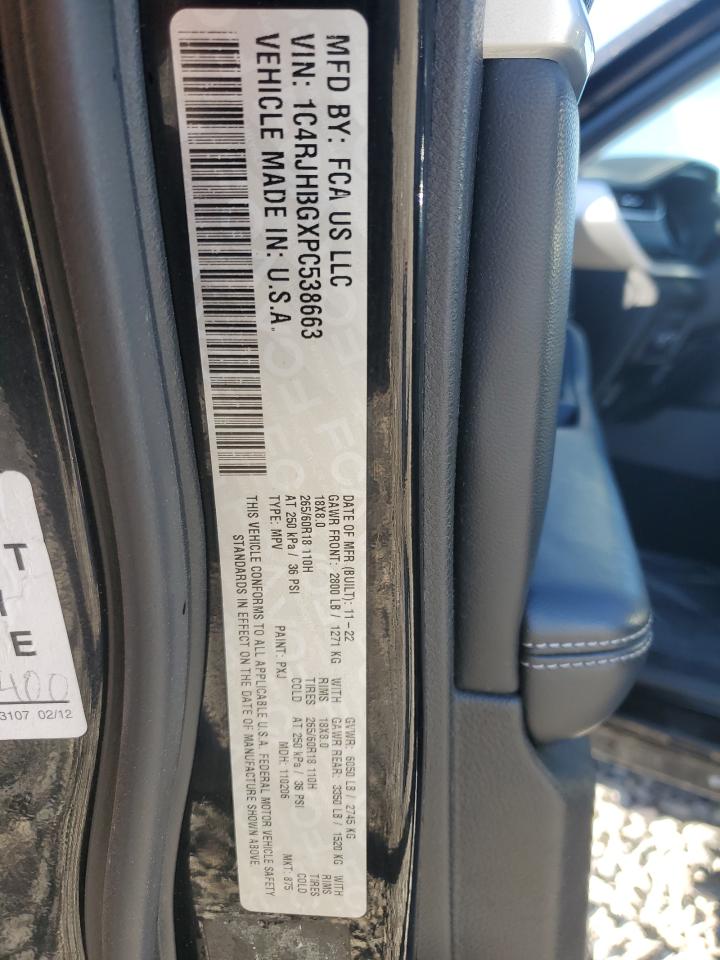 MFD BY: FCA US LLC
VIN: 1C4RJHBGXPC538663
VEHICLE MADE IN: U.S.A.
DATE OF MFR (BUILT): 11-22 GVWR: 6050 LB / 2745 KG
GAWR FRONT: 2800 LB / 1271 KG WITH GAWR REAR: 3350 LB / 1520 KG WITH
18X8.0 RIMS 18X8.0 RIMS
265/60R18 110H TIRES 265/60R18 110H TIRES
AT 250 kPa / 36 PSI COLD AT 250 kPa / 36 PSI COLD
TYPE: MPV PAINT: PXJ MDH: 110206 MKT: 875
THIS VEHICLE CONFORMS TO ALL APPLICABLE U.S.A. FEDERAL MOTOR VEHICLE SAFETY
STANDARDS IN EFFECT ON THE DATE OF MANUFACTURE SHOWN ABOVE.
T
E
400
3107 02/12